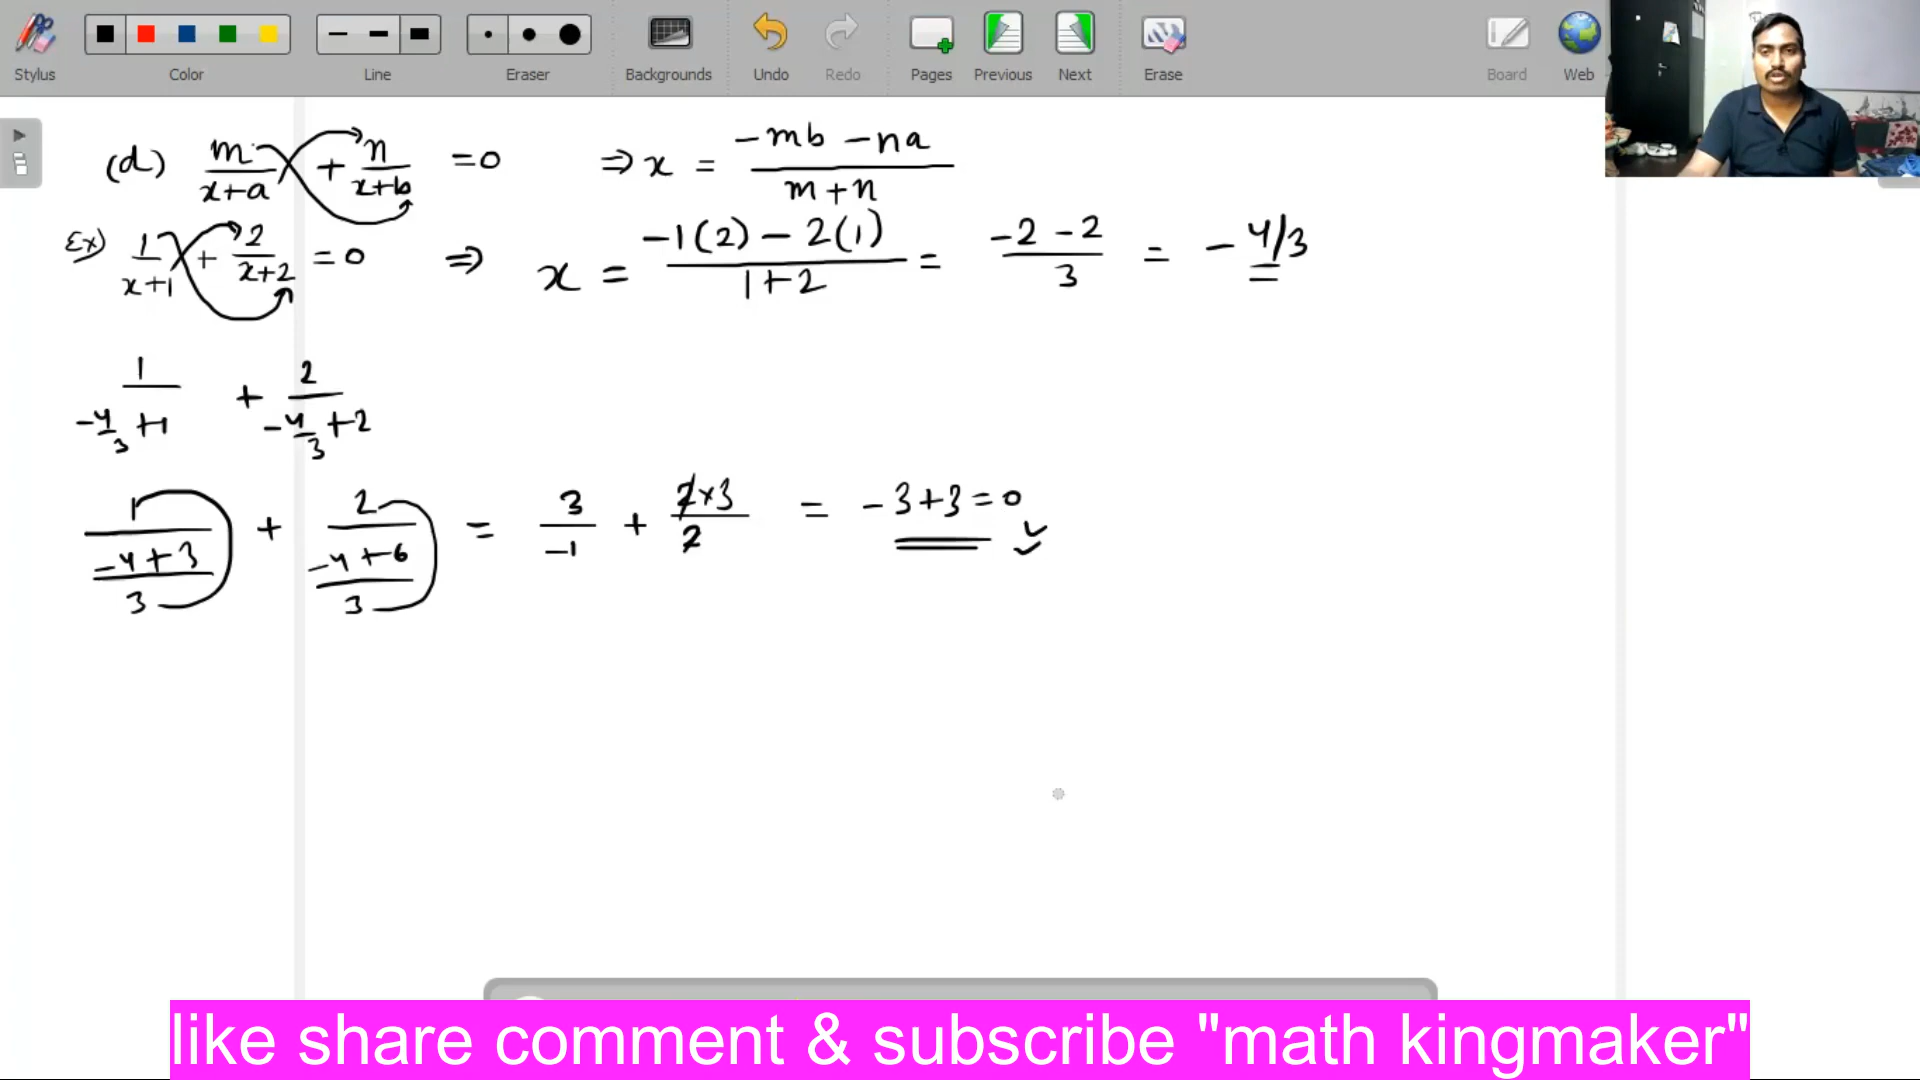 Stylus Color Line Eraser Backgrounds Undo Redo Pages Previous Next Erase Board Web
(d) m/(x+a) + n/(x+b) = 0 ⇒ x = (-mb - na)/(m+n)
Ex) 1/(x+1) + 2/(x+2) = 0 ⇒ x = (-1(2) - 2(1))/(1+2) = (-2 - 2)/3 = -4/3
1/(-4/3 + 1) + 2/(-4/3 + 2)
1/((-4+3)/3) + 2/((-4+6)/3) = 3/-1 + (2×3)/2 = -3+3=0
like share comment & subscribe "math kingmaker"